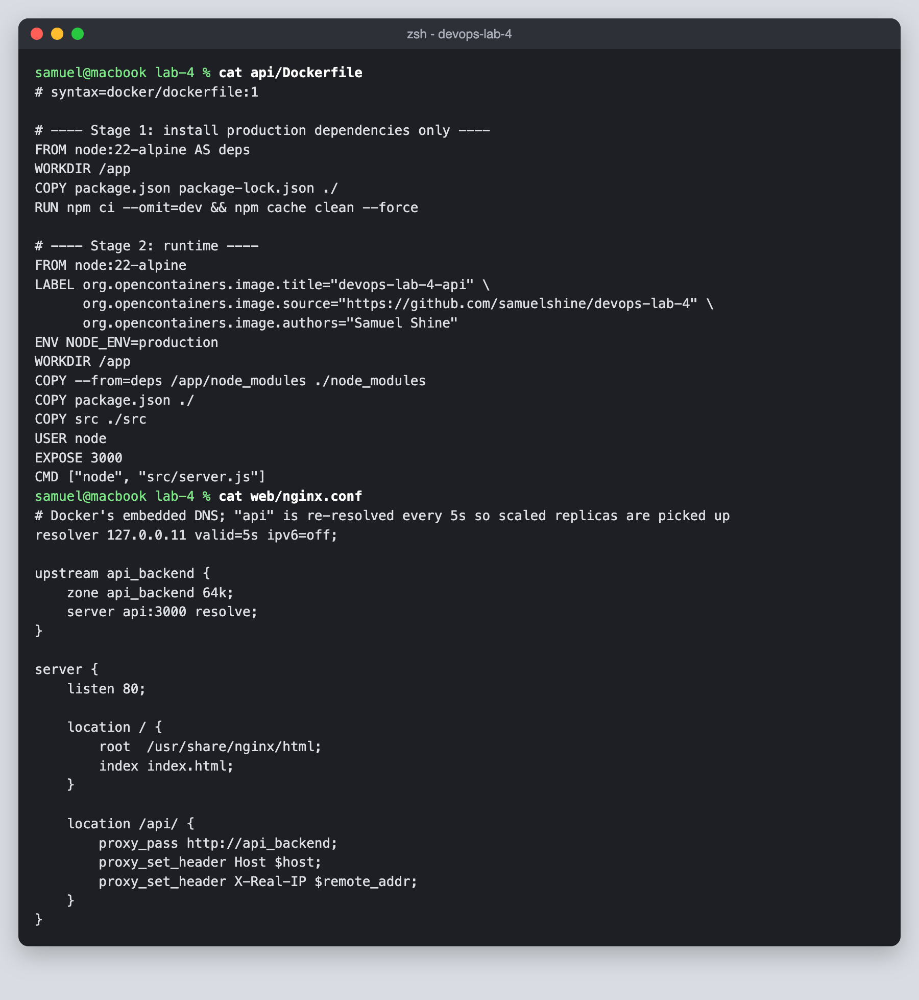 zsh - devops-lab-4
samuel@macbook lab-4 % cat api/Dockerfile
# syntax=docker/dockerfile:1

# ---- Stage 1: install production dependencies only ----
FROM node:22-alpine AS deps
WORKDIR /app
COPY package.json package-lock.json ./
RUN npm ci --omit=dev && npm cache clean --force

# ---- Stage 2: runtime ----
FROM node:22-alpine
LABEL org.opencontainers.image.title="devops-lab-4-api" \
      org.opencontainers.image.source="https://github.com/samuelshine/devops-lab-4" \
      org.opencontainers.image.authors="Samuel Shine"
ENV NODE_ENV=production
WORKDIR /app
COPY --from=deps /app/node_modules ./node_modules
COPY package.json ./
COPY src ./src
USER node
EXPOSE 3000
CMD ["node", "src/server.js"]
samuel@macbook lab-4 % cat web/nginx.conf
# Docker's embedded DNS; "api" is re-resolved every 5s so scaled replicas are picked up
resolver 127.0.0.11 valid=5s ipv6=off;

upstream api_backend {
    zone api_backend 64k;
    server api:3000 resolve;
}

server {
    listen 80;

    location / {
        root  /usr/share/nginx/html;
        index index.html;
    }

    location /api/ {
        proxy_pass http://api_backend;
        proxy_set_header Host $host;
        proxy_set_header X-Real-IP $remote_addr;
    }
}